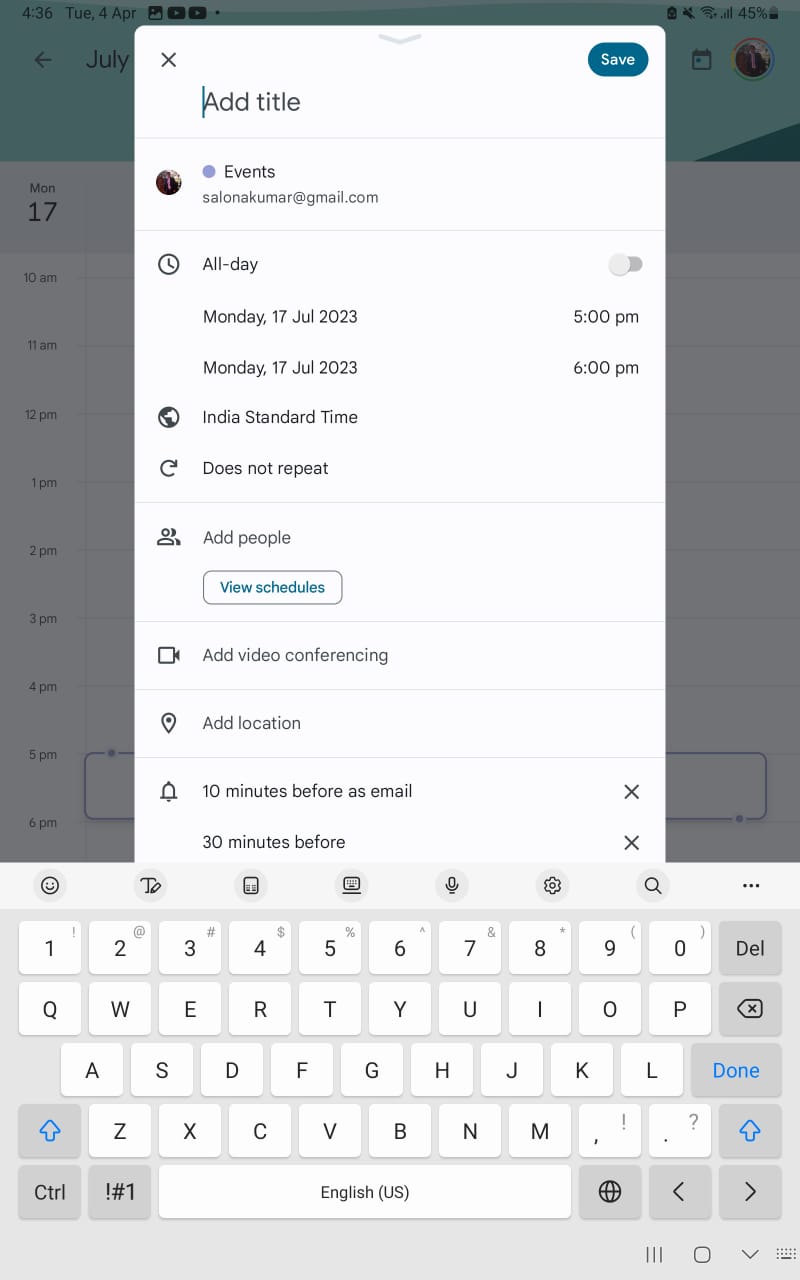 4:36 Tue, 4 Apr 45%
July
Save
Add title
Mon
17
Events
salonakumar@gmail.com
10 am
All-day
Monday, 17 Jul 2023 5:00 pm
11 am
Monday, 17 Jul 2023 6:00 pm
12 pm
India Standard Time
Does not repeat
1 pm
Add people
2 pm
View schedules
3 pm
Add video conferencing
4 pm
Add location
5 pm
10 minutes before as email
6 pm
30 minutes before
! @ # $ % ^ & * ( )
1 2 3 4 5 6 7 8 9 0 Del
Q W E R T Y U I O P
A S D F G H J K L Done
Z X C V B N M , ! . ?
Ctrl !#1 English (US)